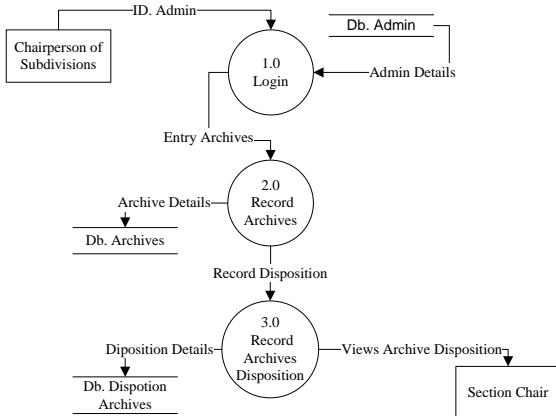 ID. Admin
Db. Admin
Chairperson of
Subdivisions
1.0
Login
Admin Details
Entry Archives
2.0
Record
Archives
Archive Details
Db. Archives
Record Disposition
3.0
Record
Archives
Disposition
Diposition Details
Views Archive Disposition
Db. Dispotion
Archives
Section Chair